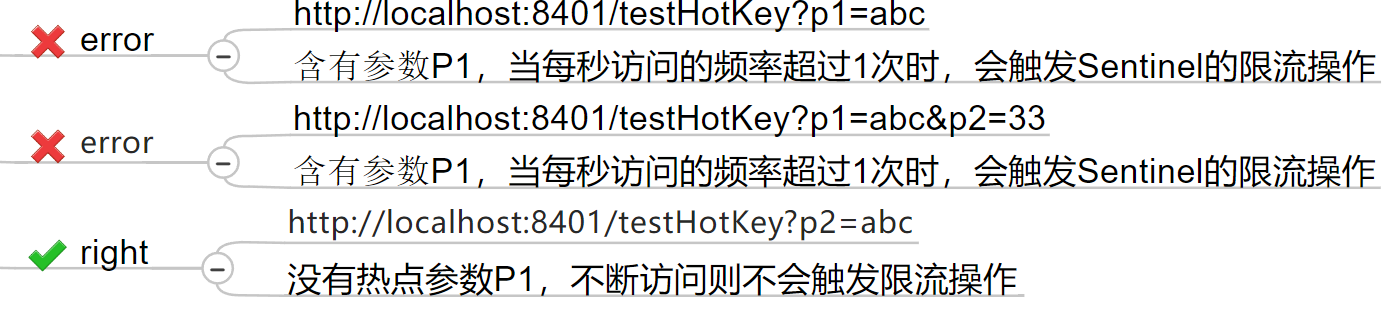 http://localhost:8401/testHotKey?p1=abc
error
含有参数P1，当每秒访问的频率超过1次时，会触发Sentinel的限流操作
http://localhost:8401/testHotKey?p1=abc&p2=33
error
含有参数P1，当每秒访问的频率超过1次时，会触发Sentinel的限流操作
http://localhost:8401/testHotKey?p2=abc
right
没有热点参数P1，不断访问则不会触发限流操作